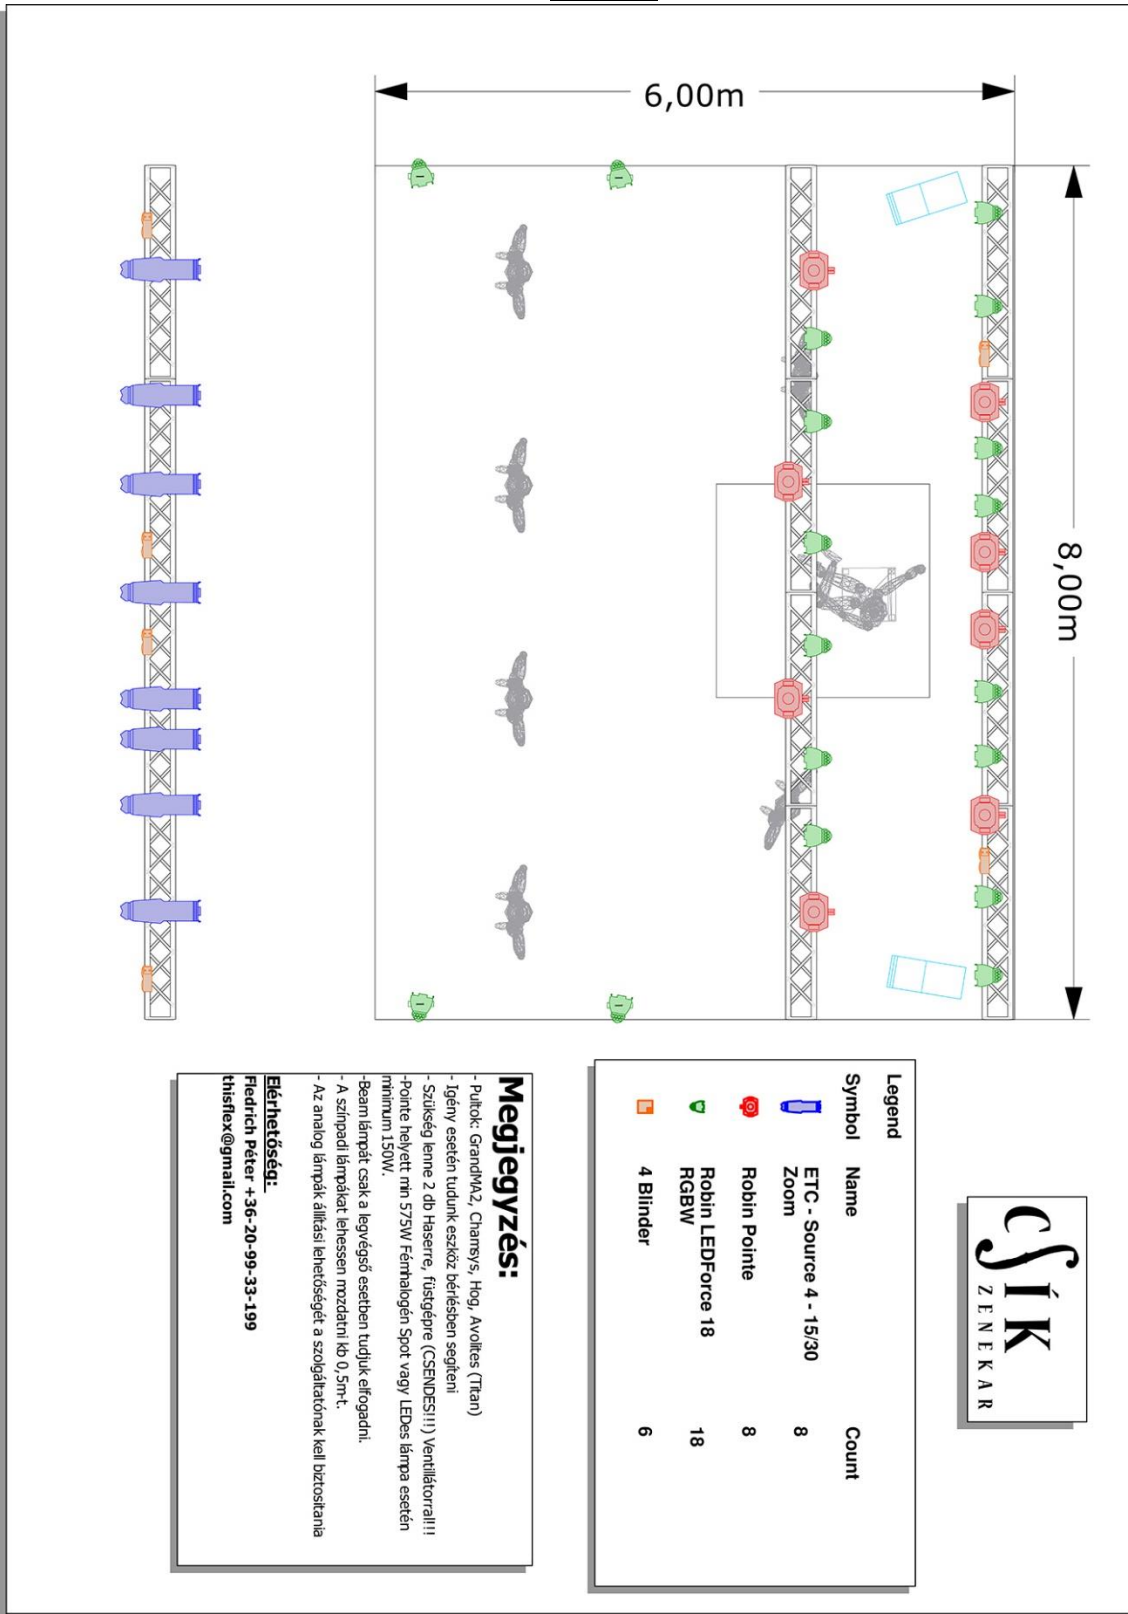 6,00m
8,00m
CSÍK
ZENEKAR
Legend
Symbol Name Count
ETC - Source 4 - 15/30 8
Zoom
Robin Pointe 8
Robin LEDForce 18 18
RGBW
4 Blinder 6
Megjegyzés:
- Pultok: GrandMA2, Chamsys, Hog, Avolites (Titan)
- Igény esetén tudunk eszköz bérlésben segíteni
- Szükség lenne 2 db Haserre, füstgépre (CSENDES!!!) Ventillátorral!!!
-Pointe helyett min 575W Fémhalogén Spot vagy LEDes lámpa esetén
minimum 150W.
-Beam lámpát csak a legvégső esetben tudjuk elfogadni.
- A színpadi lámpákat lehessen mozdatni kb 0,5m-t.
- Az analog lámpák állítási lehetőségét a szolgáltatónak kell biztosítania
Elérhetőség:
Fledrich Péter +36-20-99-33-199
thisflex@gmail.com